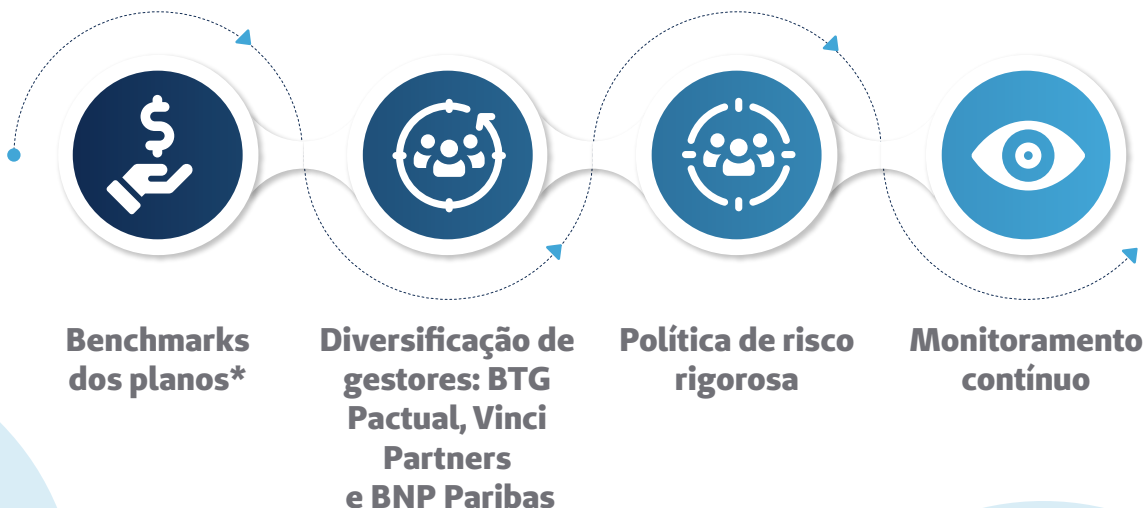 Benchmarks
dos planos*
Diversificação de
gestores: BTG
Pactual, Vinci
Partners
e BNP Paribas
Política de risco
rigorosa
Monitoramento
contínuo